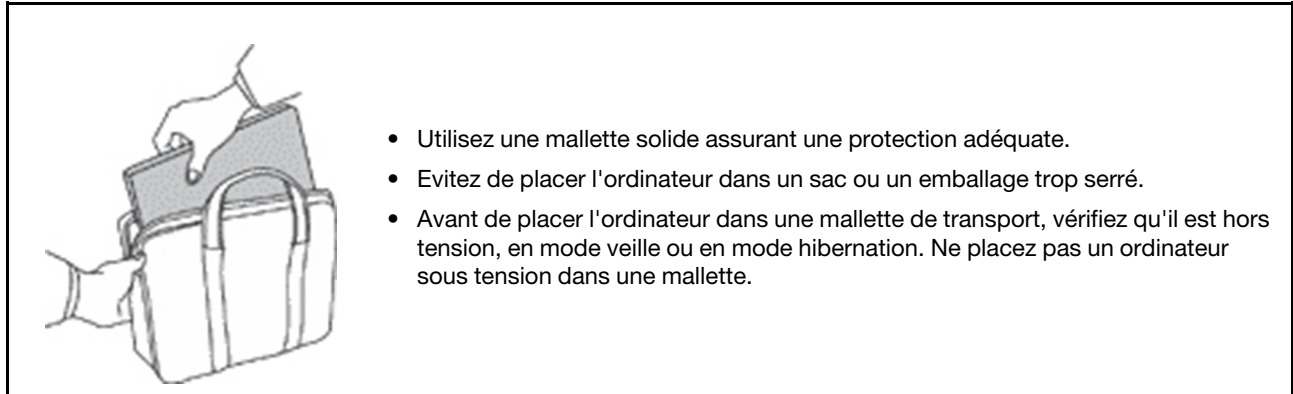 • Utilisez une mallette solide assurant une protection adéquate.
• Evitez de placer l'ordinateur dans un sac ou un emballage trop serré.
• Avant de placer l'ordinateur dans une mallette de transport, vérifiez qu'il est hors
tension, en mode veille ou en mode hibernation. Ne placez pas un ordinateur
sous tension dans une mallette.